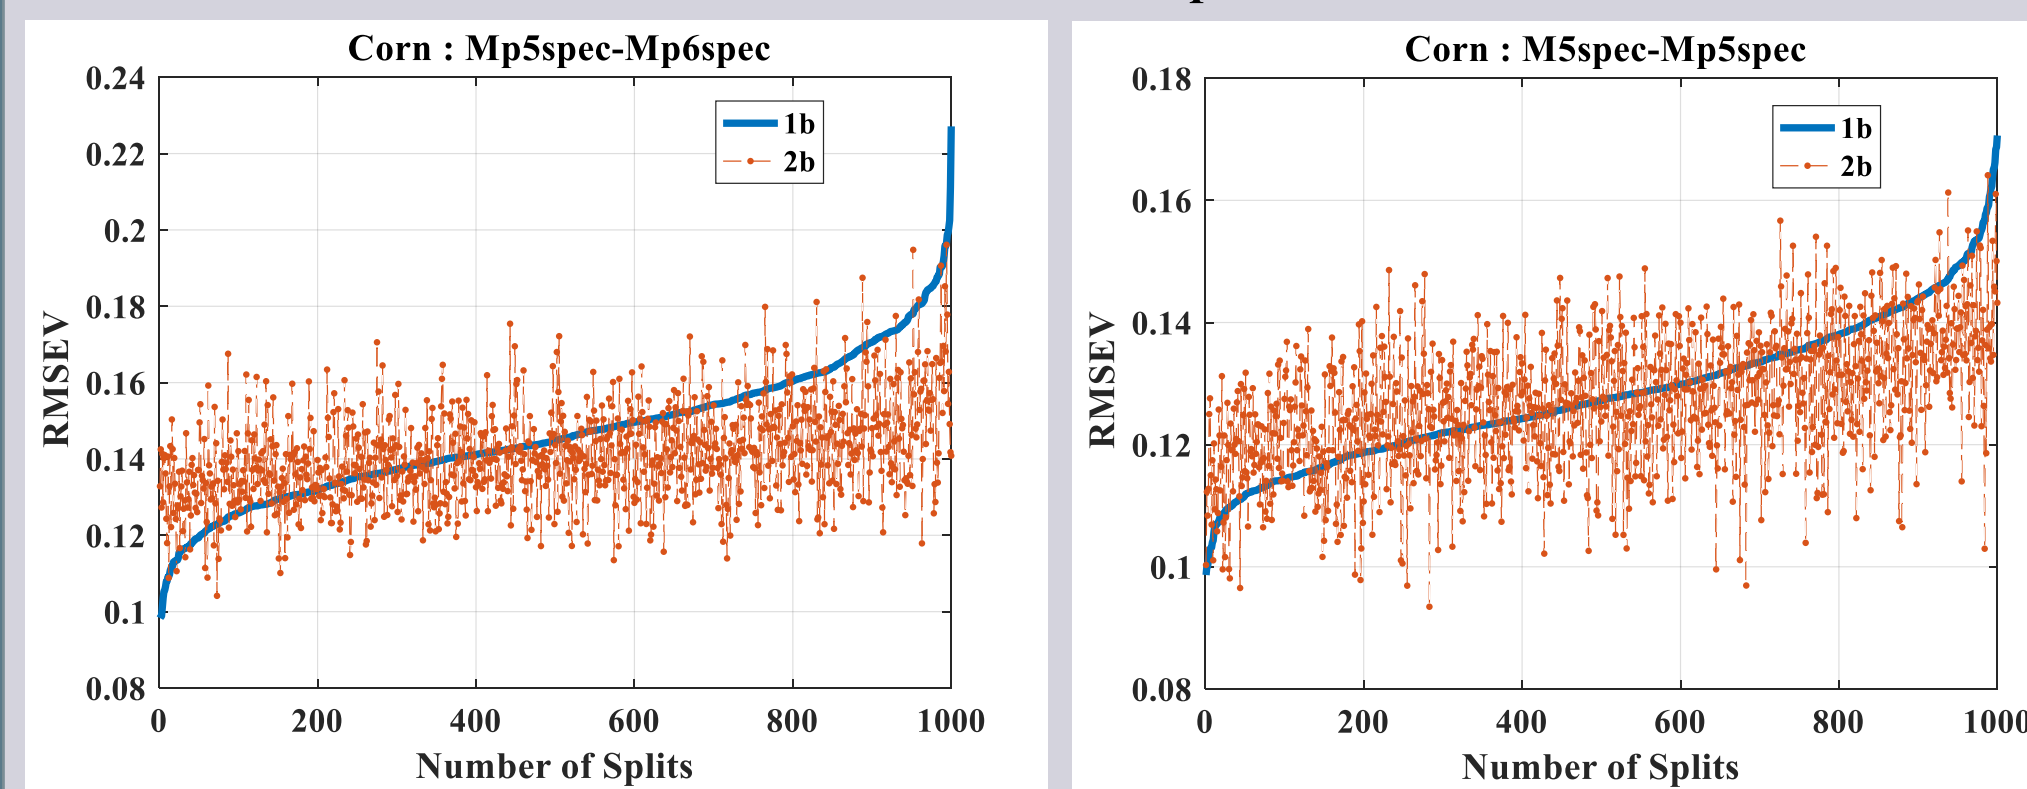 Corn : Mp5spec-Mp6spec
0.24
0.22
0.2
0.18
0.16
0.14
0.12
0.1
0.08
RMSEV
1b
2b
0 200 400 600 800 1000
Number of Splits
Corn : M5spec-Mp5spec
0.18
0.16
0.14
0.12
0.1
0.08
RMSEV
1b
2b
0 200 400 600 800 1000
Number of Splits